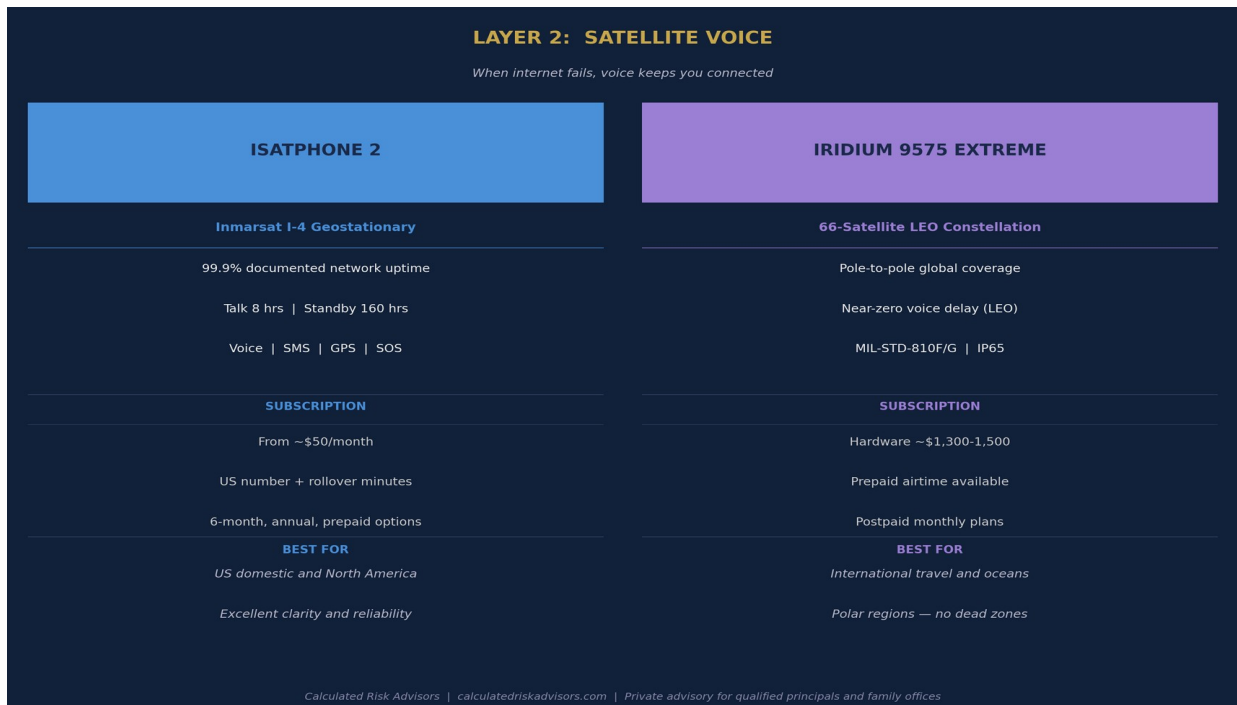 LAYER 2: SATELLITE VOICE
When internet fails, voice keeps you connected
ISATPHONE 2
Inmarsat I-4 Geostationary
99.9% documented network uptime
Talk 8 hrs | Standby 160 hrs
Voice | SMS | GPS | SOS
SUBSCRIPTION
From ~$50/month
US number + rollover minutes
6-month, annual, prepaid options
BEST FOR
US domestic and North America
Excellent clarity and reliability
IRIDIUM 9575 EXTREME
66-Satellite LEO Constellation
Pole-to-pole global coverage
Near-zero voice delay (LEO)
MIL-STD-810F/G | IP65
SUBSCRIPTION
Hardware ~$1,300-1,500
Prepaid airtime available
Postpaid monthly plans
BEST FOR
International travel and oceans
Polar regions — no dead zones
Calculated Risk Advisors | calculatedriskadvisors.com | Private advisory for qualified principals and family offices